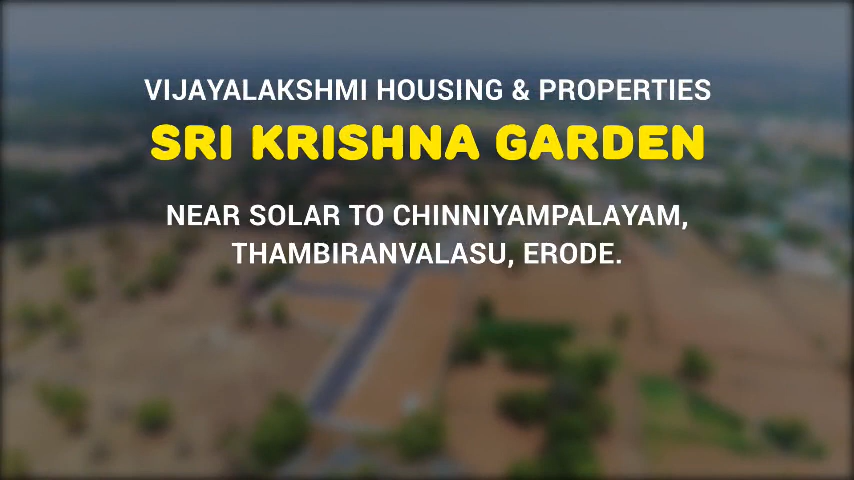 VIJAYALAKSHMI HOUSING & PROPERTIES
SRI KRISHNA GARDEN
NEAR SOLAR TO CHINNIYAMPALAYAM,
THAMBIRANVALASU, ERODE.